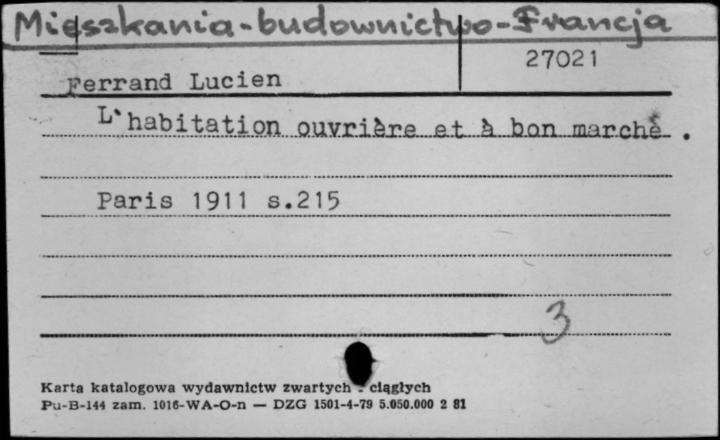 Mieszkania-budownictwo-Francja
27021
Ferrand Lucien
L'habitation ouvrière et à bon marché.
Paris 1911 s.215
3
Karta katalogowa wydawnictw zwartych - ciągłych
Pu-B-144 zam. 1016-WA-O-n — DZG 1501-4-79 5.050.000 2 81